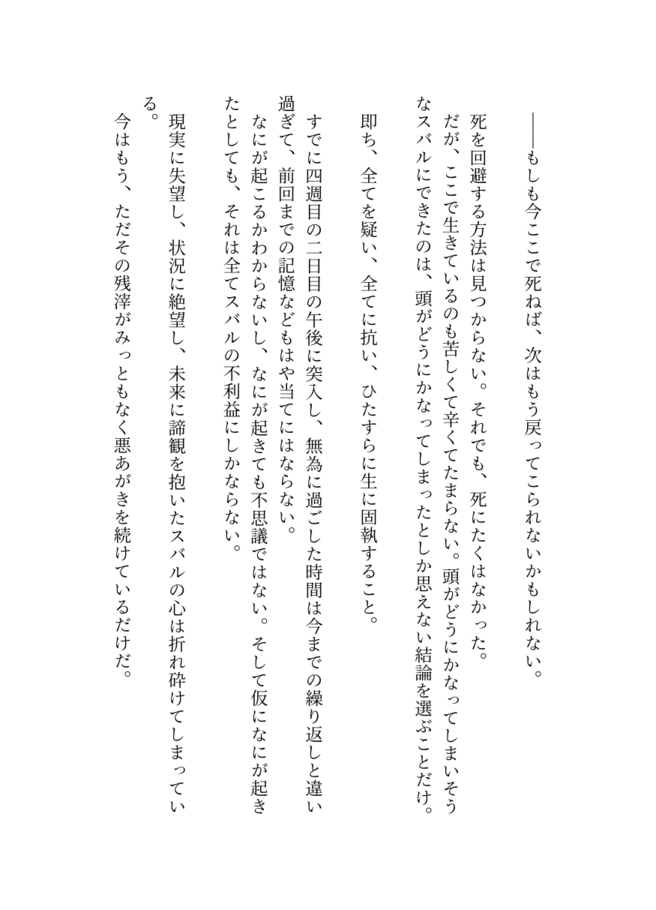 ――もしも今ここで死ねば、次はもう戻ってこられないかもしれない。
死を回避する方法は見つからない。それでも、死にたくはなかった。
だが、ここで生きているのも苦しくて辛くてたまらない。頭がどうにかなってしまいそう
なスバルにできたのは、頭がどうにかなってしまったとしか思えない結論を選ぶことだけ。
即ち、全てを疑い、全てに抗い、ひたすらに生に固執すること。
すでに四週目の二日目の午後に突入し、無為に過ごした時間は今までの繰り返しと違い
過ぎて、前回までの記憶などもはや当てにはならない。
なにが起こるかわからないし、なにが起きても不思議ではない。そして仮になにが起き
たとしても、それは全てスバルの不利益にしかならない。
現実に失望し、状況に絶望し、未来に諦観を抱いたスバルの心は折れ砕けてしまってい
る。
今はもう、ただその残滓がみっともなく悪あがきを続けているだけだ。